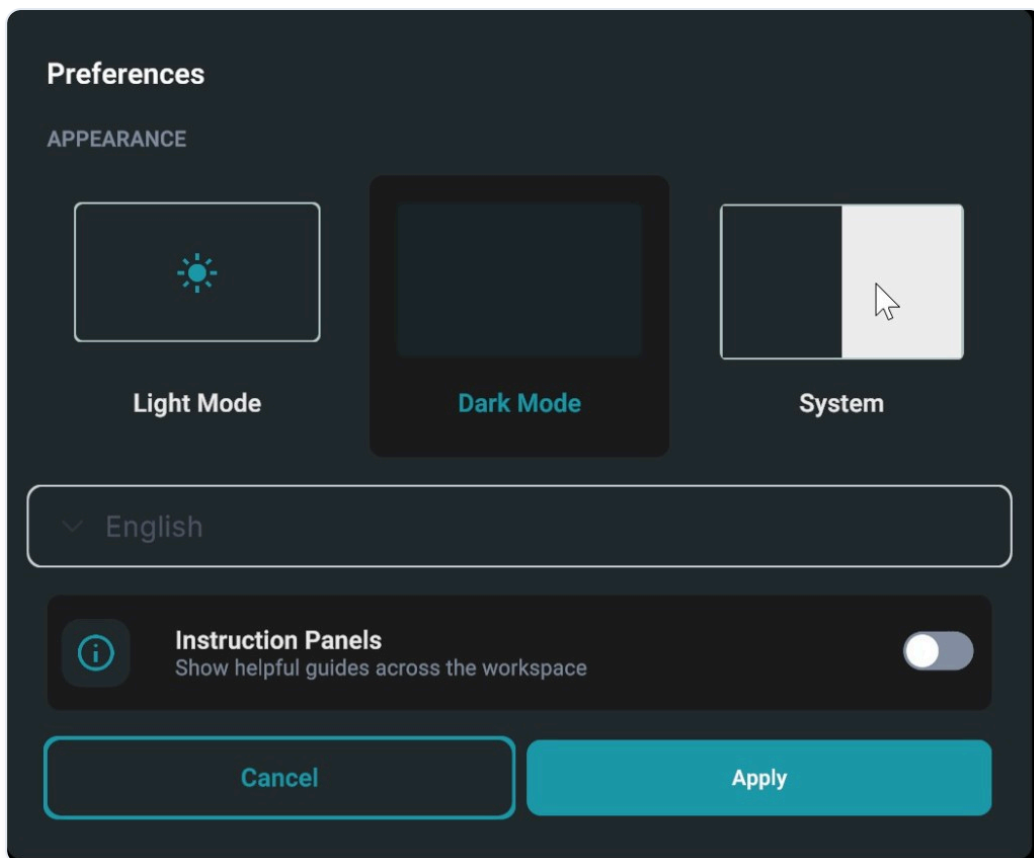 Preferences
APPEARANCE
Light Mode
Dark Mode
System
English
Instruction Panels
Show helpful guides across the workspace
Cancel
Apply